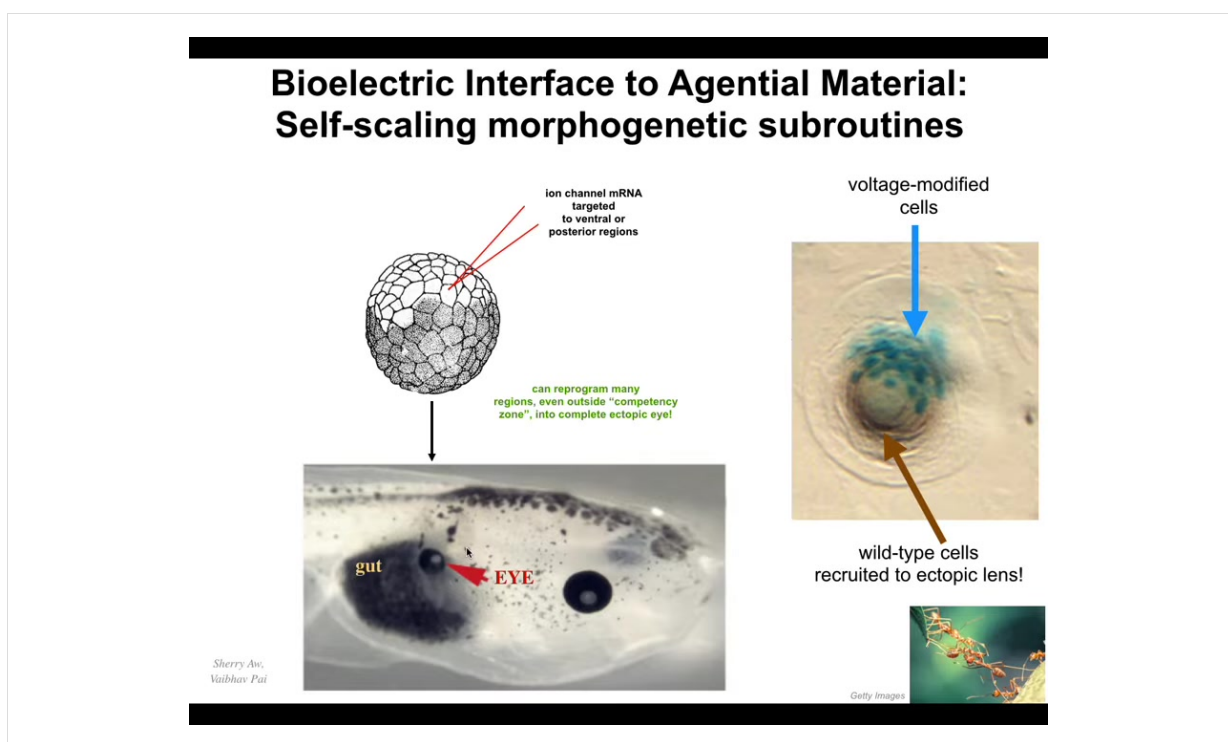 Bioelectric Interface to Agential Material:
Self-scaling morphogenetic subroutines
ion channel mRNA
targeted
to ventral or
posterior regions
can reprogram many
regions, even outside “competency
zone”, into complete ectopic eye!
gut
EYE
Sherry Aw,
Vaibhav Pai
voltage-modified
cells
wild-type cells
recruited to ectopic lens!
Getty Images